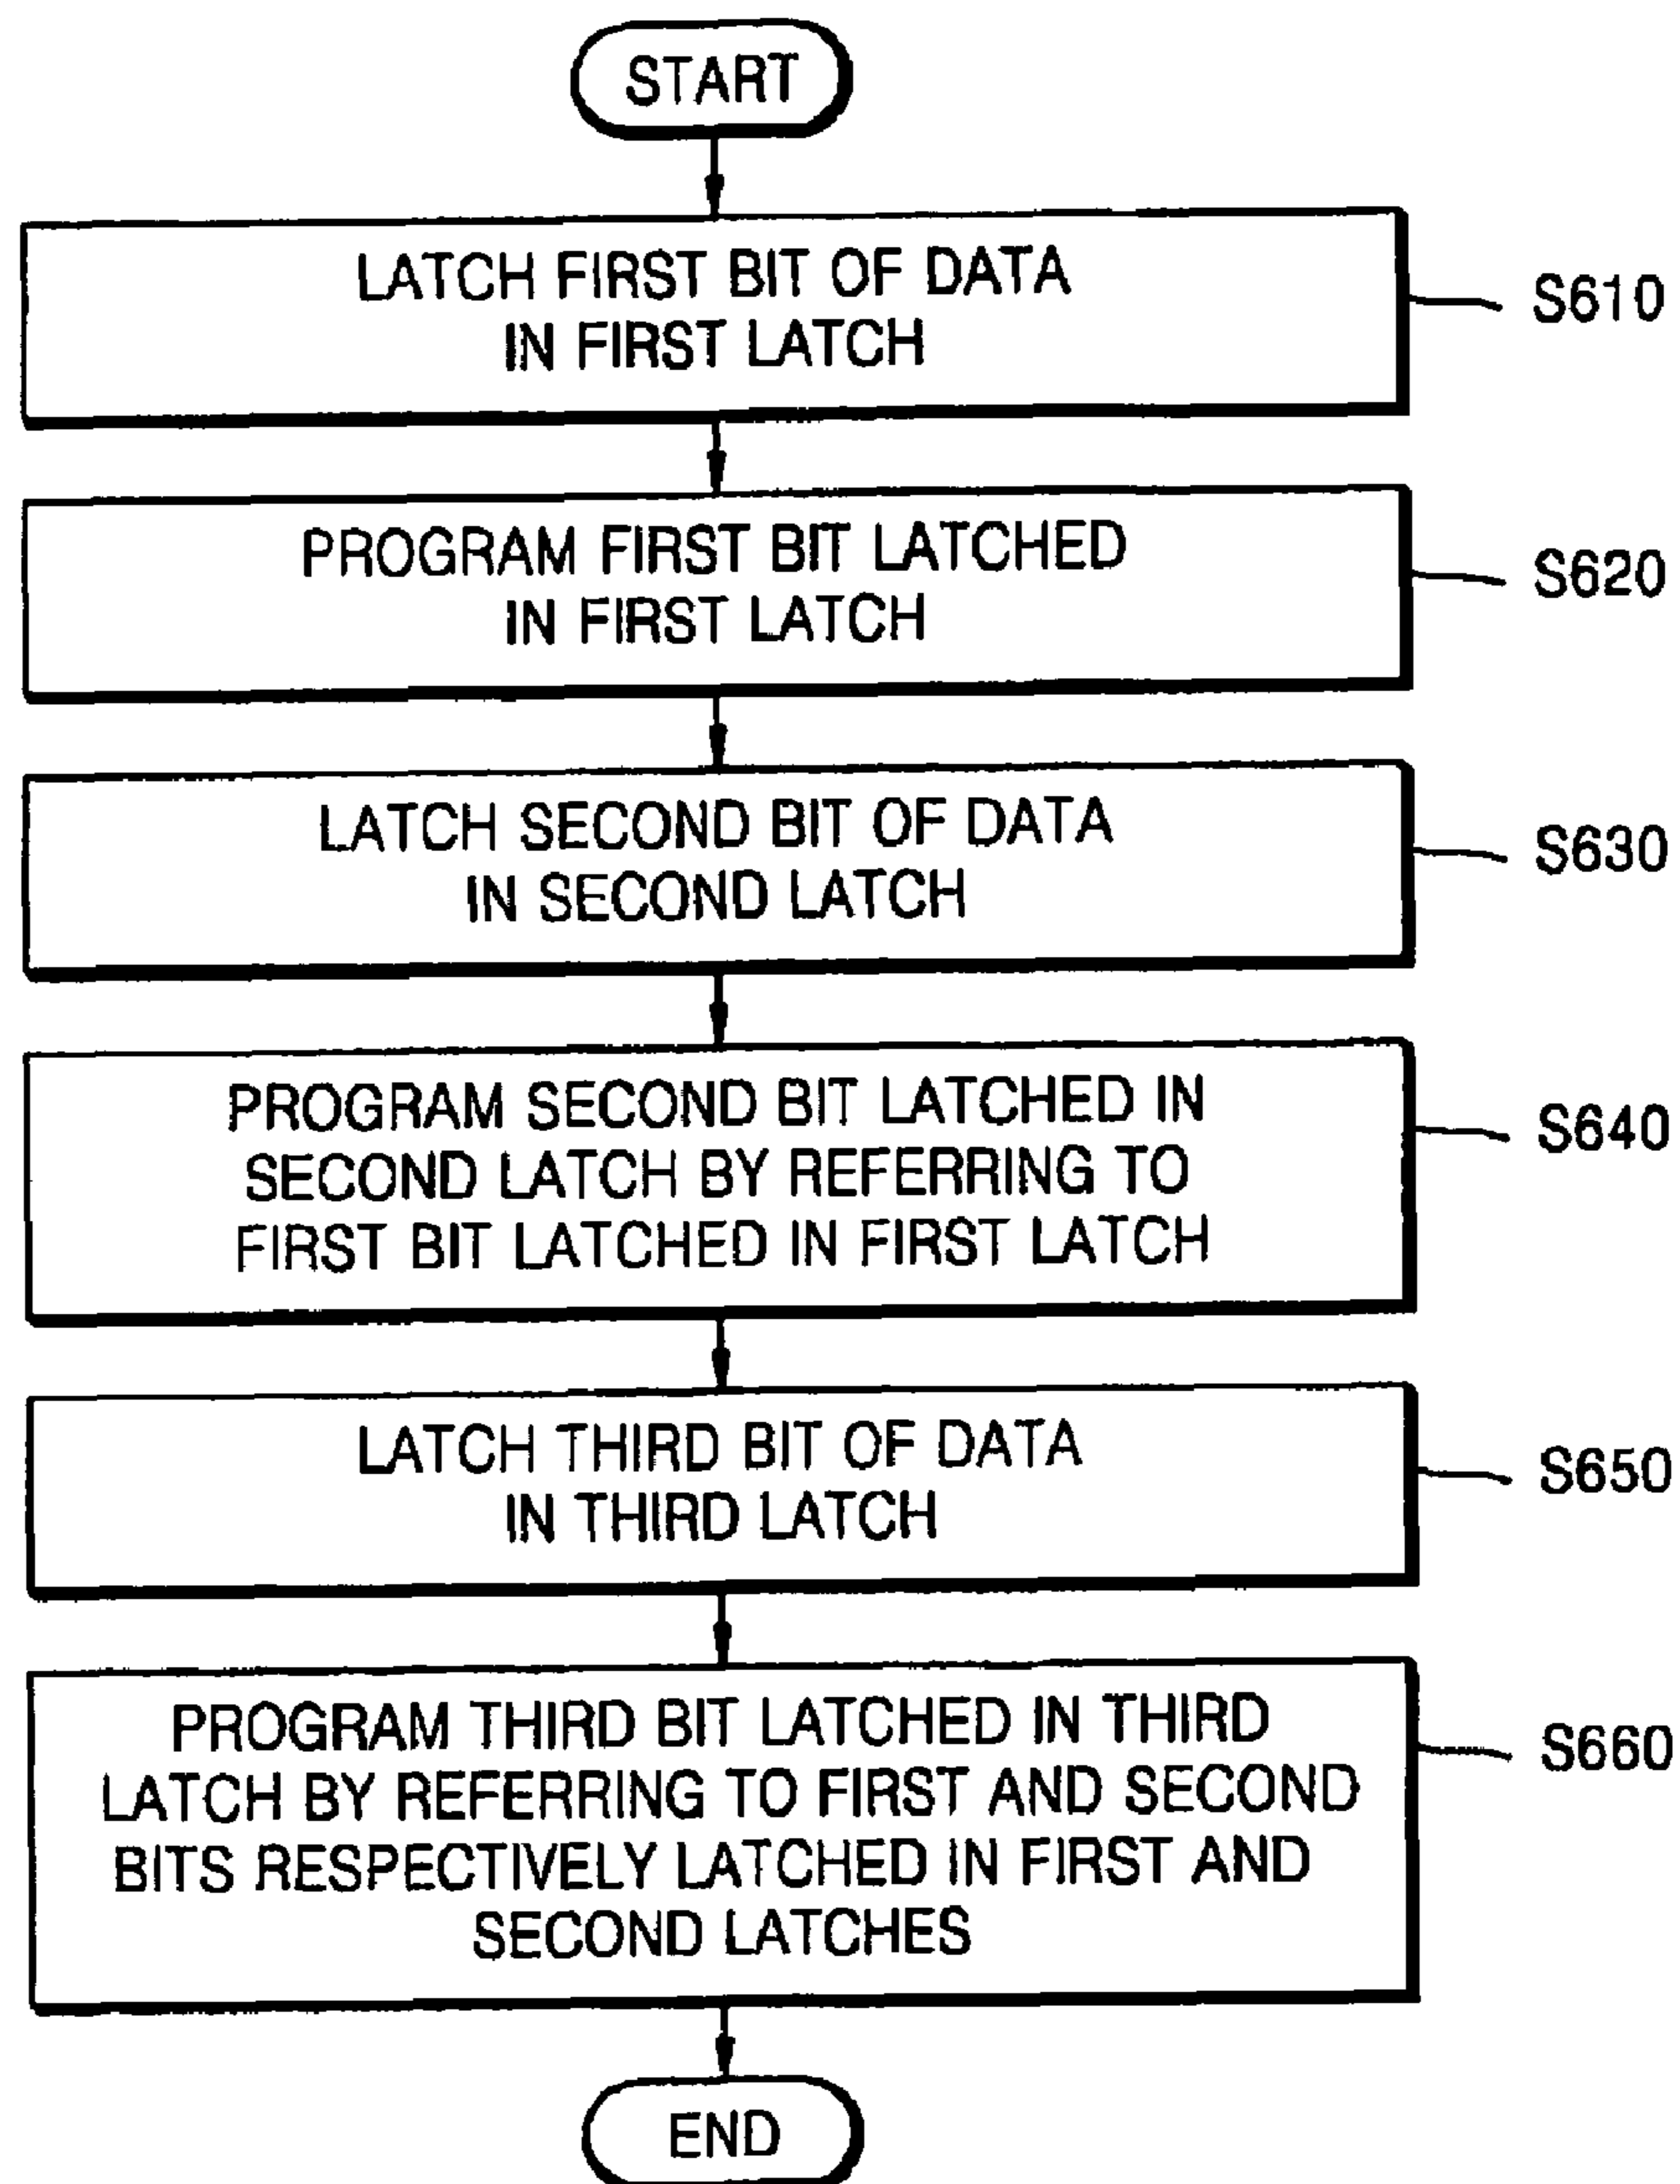 START
LATCH FIRST BIT OF DATA
IN FIRST LATCH
S610
PROGRAM FIRST BIT LATCHED
IN FIRST LATCH
S620
LATCH SECOND BIT OF DATA
IN SECOND LATCH
S630
PROGRAM SECOND BIT LATCHED IN
SECOND LATCH BY REFERRING TO
FIRST BIT LATCHED IN FIRST LATCH
S640
LATCH THIRD BIT OF DATA
IN THIRD LATCH
S650
PROGRAM THIRD BIT LATCHED IN THIRD
LATCH BY REFERRING TO FIRST AND SECOND
BITS RESPECTIVELY LATCHED IN FIRST AND
SECOND LATCHES
S660
END